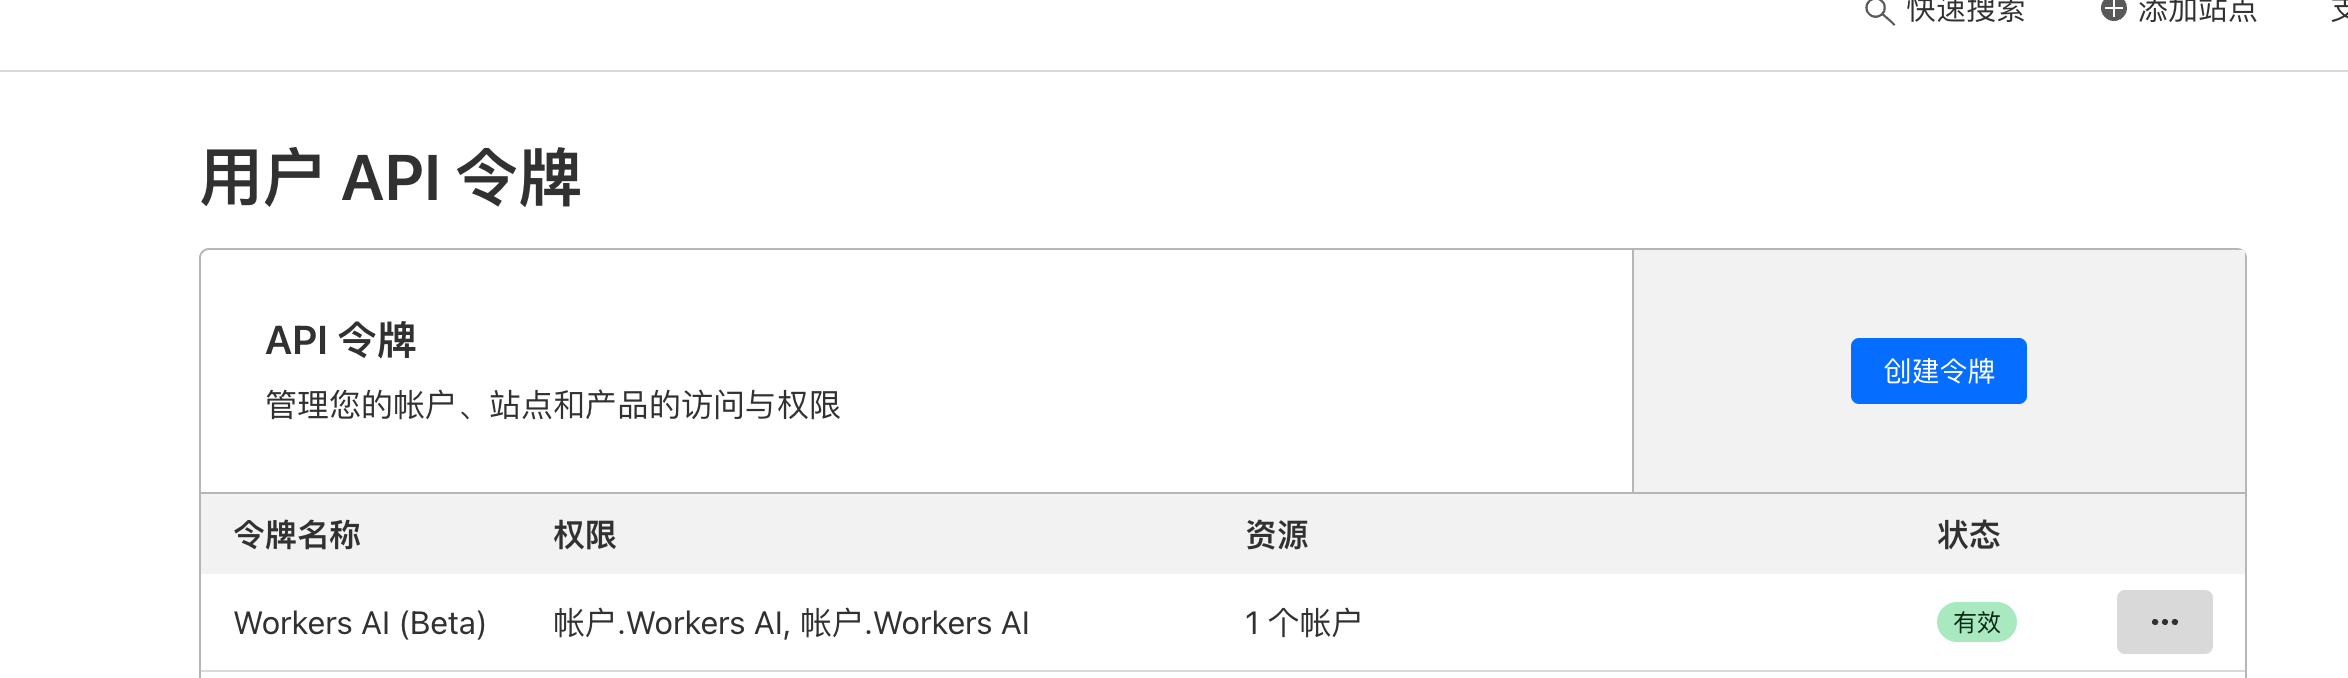 快速搜索 添加站点 支
用户 API 令牌
API 令牌
管理您的帐户、站点和产品的访问与权限
创建令牌
令牌名称 权限 资源 状态
Workers AI (Beta) 帐户.Workers AI, 帐户.Workers AI 1 个帐户 有效